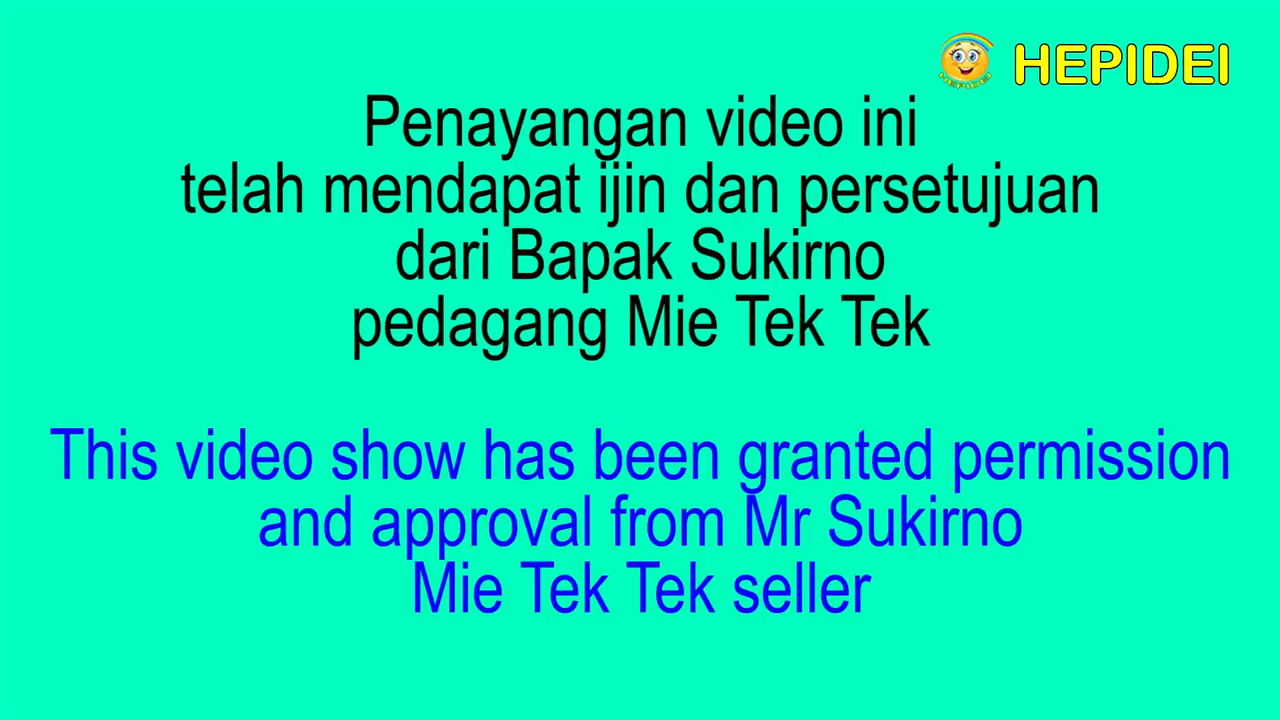 HEPIDEI
HEPIDEI
Penayangan video ini
telah mendapat ijin dan persetujuan
dari Bapak Sukirno
pedagang Mie Tek Tek
This video show has been granted permission
and approval from Mr Sukirno
Mie Tek Tek seller